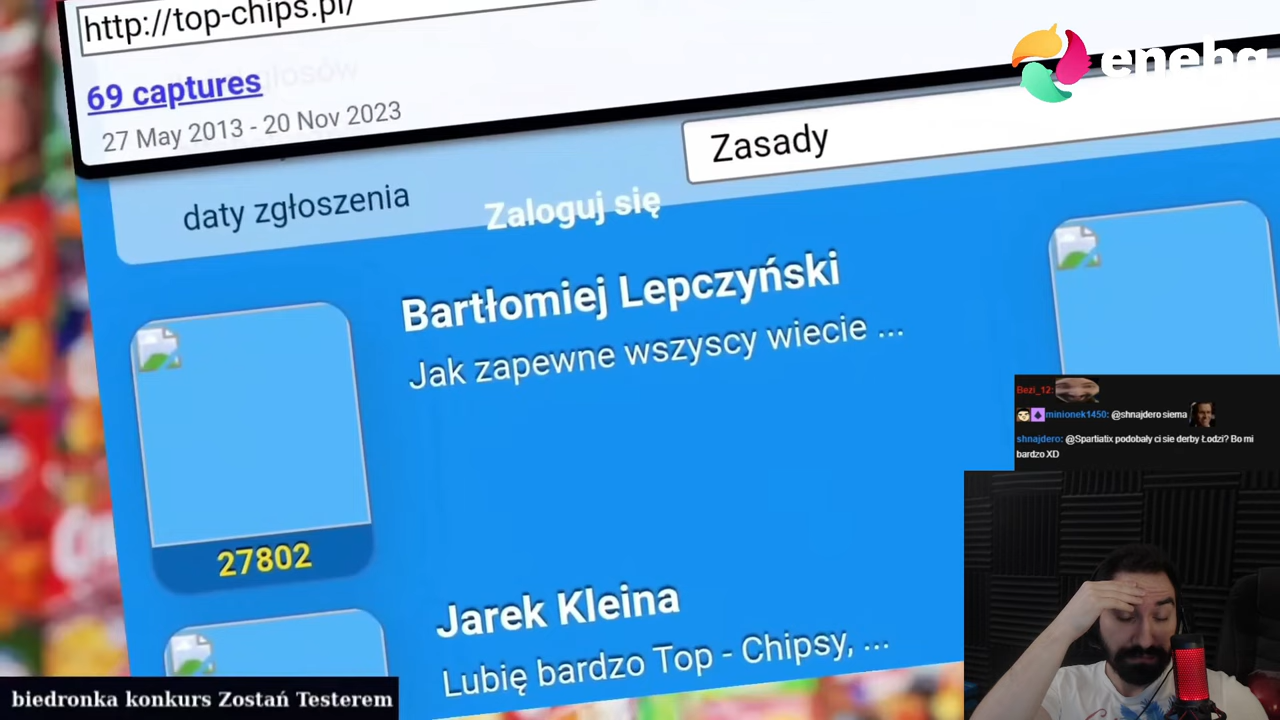 http://top-chips.pl/
69 captures
27 May 2013 - 20 Nov 2023
eneba
Zasady
daty zgłoszenia
Zaloguj się
Bartłomiej Lepczyński
Jak zapewne wszyscy wiecie ...
27802
Bezi_12:
minionek1450: @shnajdero siema
shnajdero: @Spartiatix podobały ci sie derby Łodzi? Bo mi
bardzo XD
Jarek Kleina
Lubię bardzo Top - Chipsy, ...
biedronka konkurs Zostań Testerem